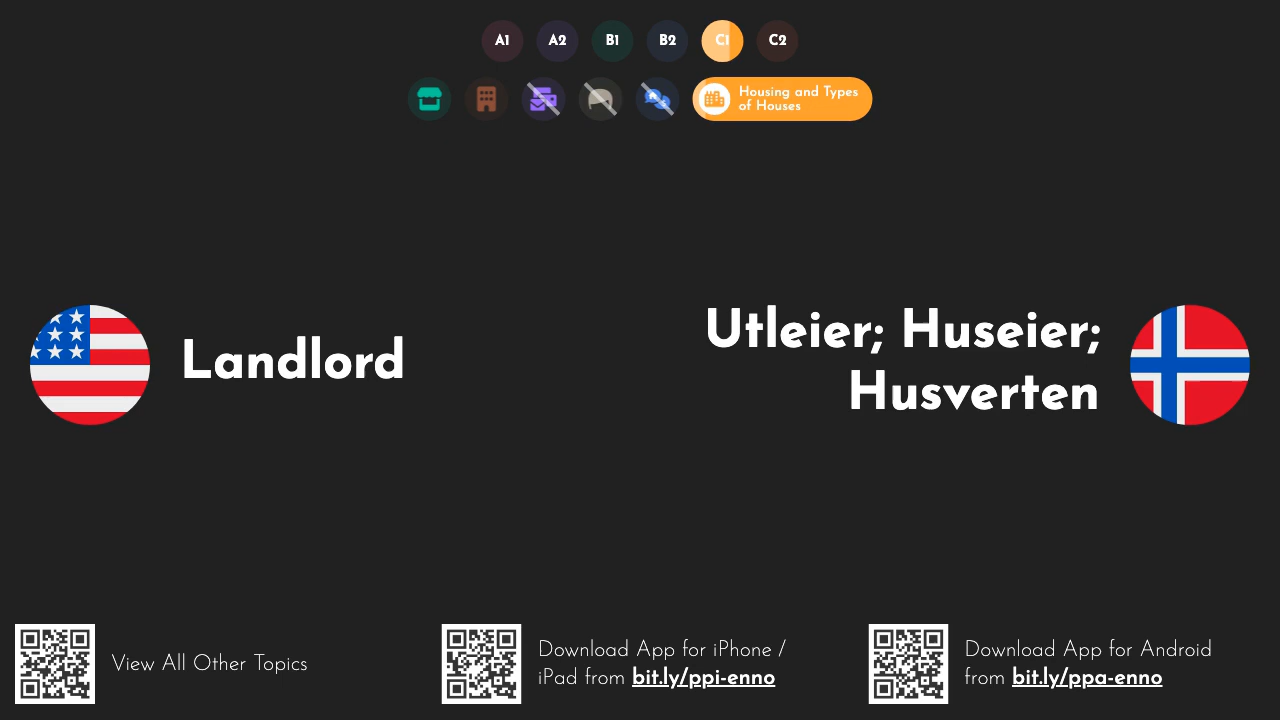 A1 A2 B1 B2 C1 C2
Housing and Types
of Houses
Landlord
Utleier; Huseier;
Husverten
View All Other Topics
Download App for iPhone /
iPad from bit.ly/ppi-enno
Download App for Android
from bit.ly/ppa-enno